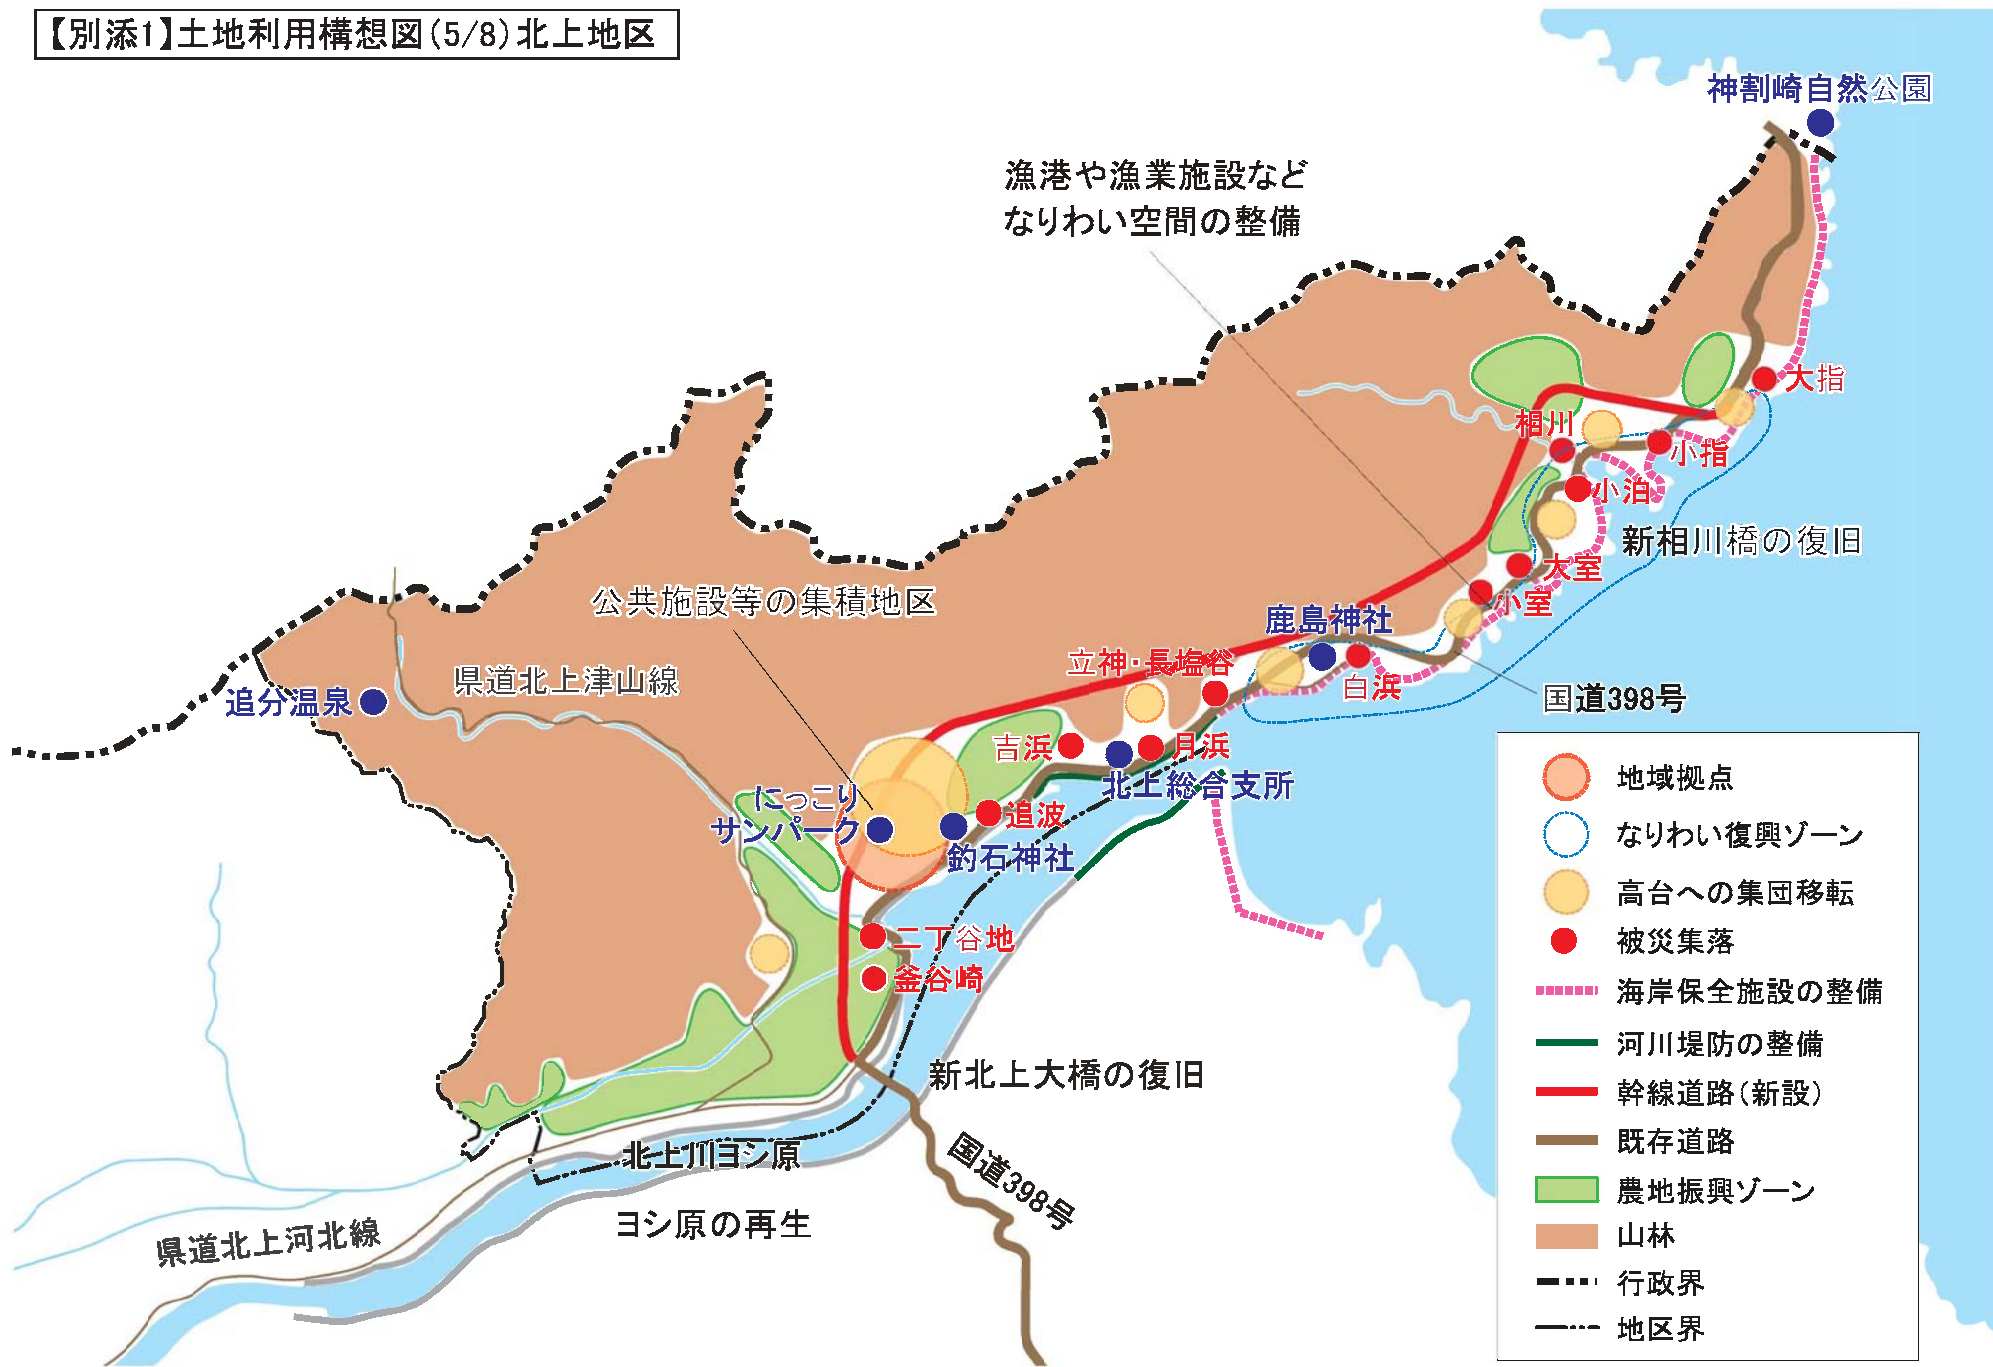 【別添1】土地利用構想図(5/8)北上地区
神割崎自然公園
漁港や漁業施設など
なりわい空間の整備
大指
相川
小指
小泊
新相川橋の復旧
大室
小室
公共施設等の集積地区
鹿島神社
立神・長塩谷
県道北上津山線
白浜
国道398号
追分温泉
吉浜
月浜
北上総合支所
にっこり
サンパーク
追波
釣石神社
二丁谷地
釜谷崎
新北上大橋の復旧
北上川ヨシ原
国道398号
ヨシ原の再生
県道北上河北線
地域拠点
なりわい復興ゾーン
高台への集団移転
被災集落
海岸保全施設の整備
河川堤防の整備
幹線道路(新設)
既存道路
農地振興ゾーン
山林
行政界
地区界